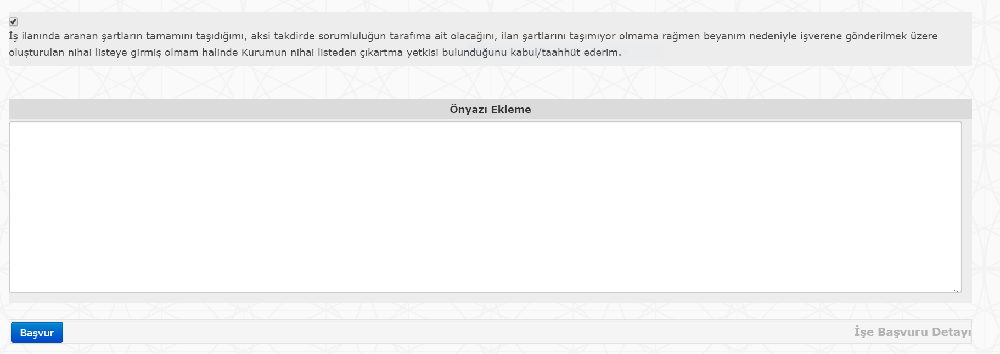 İş ilanında aranan şartların tamamını taşıdığımı, aksi takdirde sorumluluğun tarafıma ait olacağını, ilan şartlarını taşımıyor olmama rağmen beyanım nedeniyle işverene gönderilmek üzere
oluşturulan nihai listeye girmiş olmam halinde Kurumun nihai listeden çıkartma yetkisi bulunduğunu kabul/taahhüt ederim.
Önyazı Ekleme
Başvur
İşe Başvuru Detayı